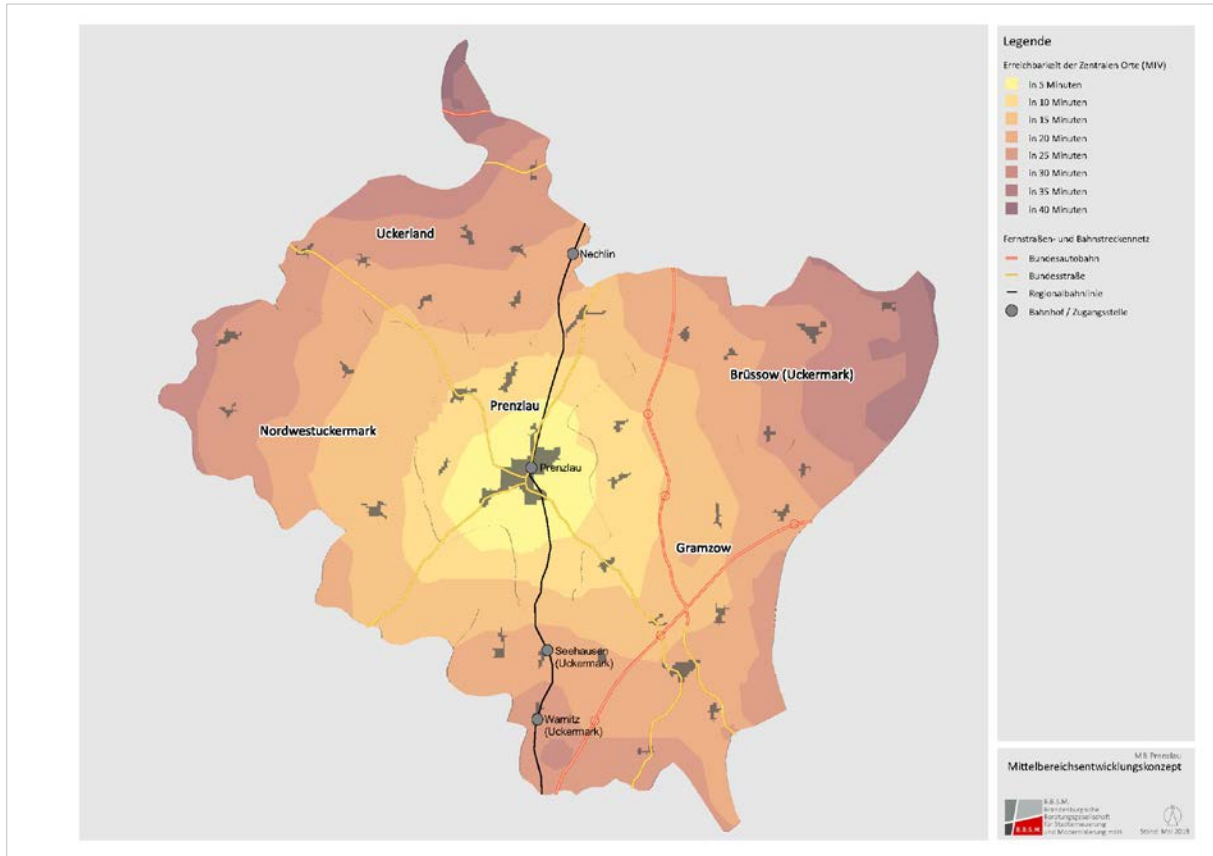 Uckerland
Nechlin
Brüssow (Uckermark)
Prenzlau
Nordwestuckermark
Prenzlau
Gramzow
Seehausen
(Uckermark)
Warnitz
(Uckermark)
Legende
Erreichbarkeit der Zentralen Orte (MIV)
in 5 Minuten
in 10 Minuten
in 15 Minuten
in 20 Minuten
in 25 Minuten
in 30 Minuten
in 35 Minuten
in 40 Minuten
Fernstraßen- und Bahnstreckennetz
Bundesautobahn
Bundesstraße
Regionalbahnlinie
Bahnhof / Zugangsstelle
MB Prenzlau
Mittelbereichsentwicklungskonzept
B.B.S.M.
B.B.S.M.
Brandenburgische
Beratungsgesellschaft
für Stadterneuerung
und Modernisierung mbH
Stand: Mai 2019